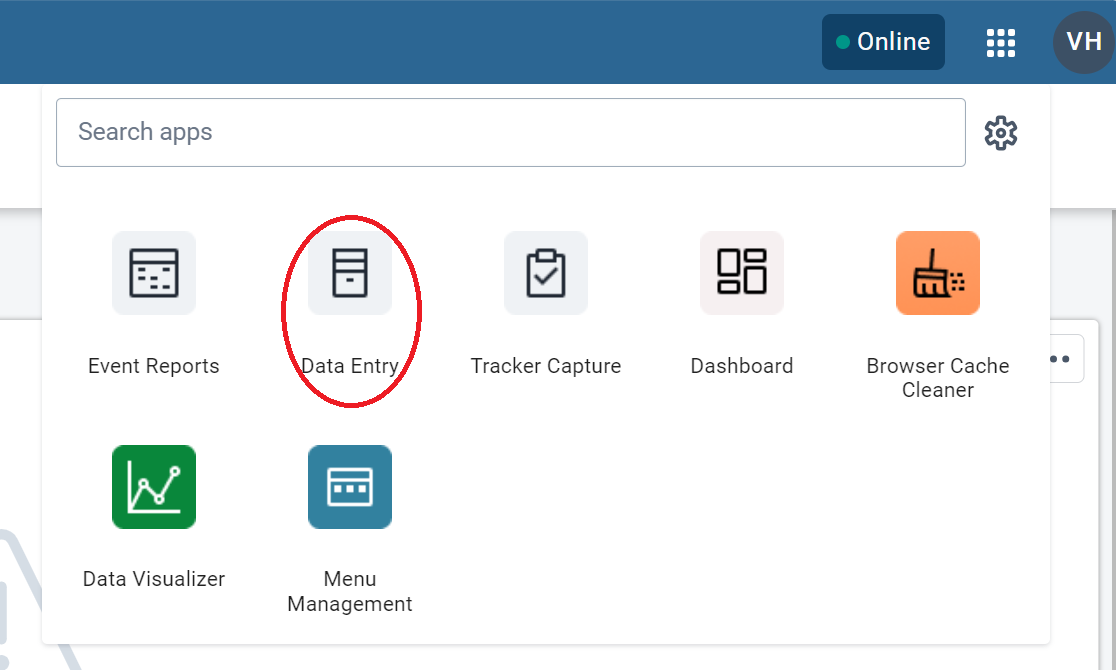 Online
VH
Search apps
Event Reports
Data Entry
Tracker Capture
Dashboard
Browser Cache
Cleaner
Data Visualizer
Menu
Management